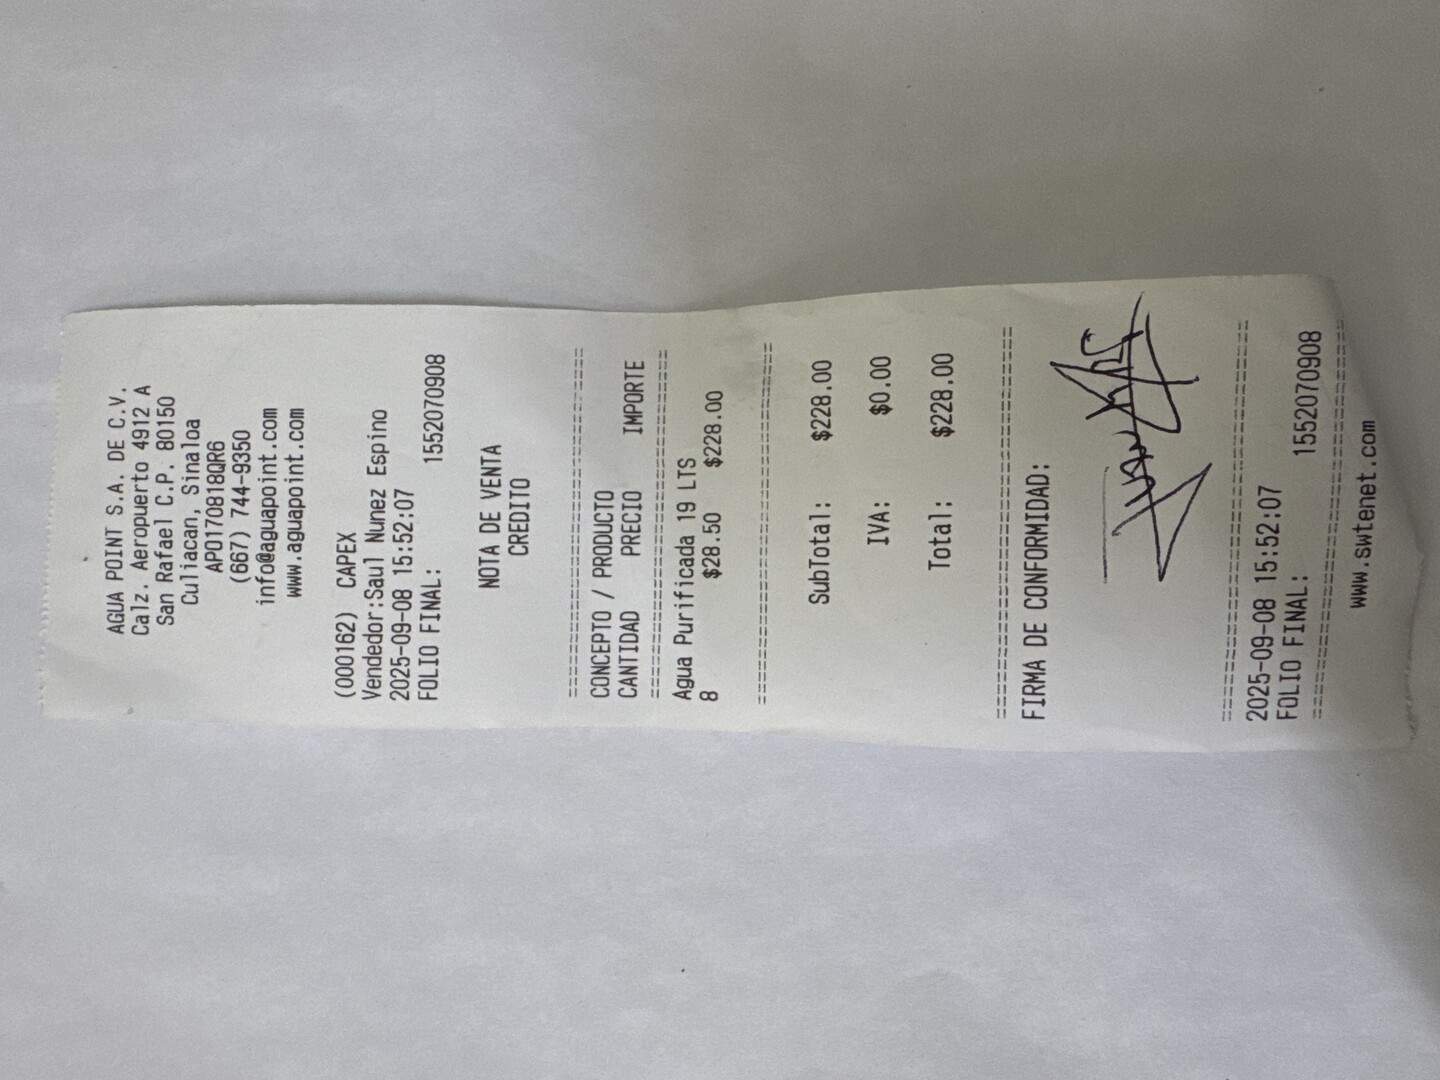 AGUA POINT S.A. DE C.V.
Calz. Aeropuerto 4912 A
San Rafael C.P. 80150
Culiacan, Sinaloa
APO170818QR6
(667) 744-9350
info@aguapoint.com
www.aguapoint.com
(000162) CAPEX
Vendedor:Saul Nunez Espino
2025-09-08 15:52:07
FOLIO FINAL: 1552070908
NOTA DE VENTA
CREDITO
CONCEPTO / PRODUCTO
CANTIDAD PRECIO IMPORTE
Agua Purificada 19 LTS
8 $28.50 $228.00
SubTotal: $228.00
IVA: $0.00
Total: $228.00
FIRMA DE CONFORMIDAD:
2025-09-08 15:52:07
FOLIO FINAL: 1552070908
www.swtenet.com